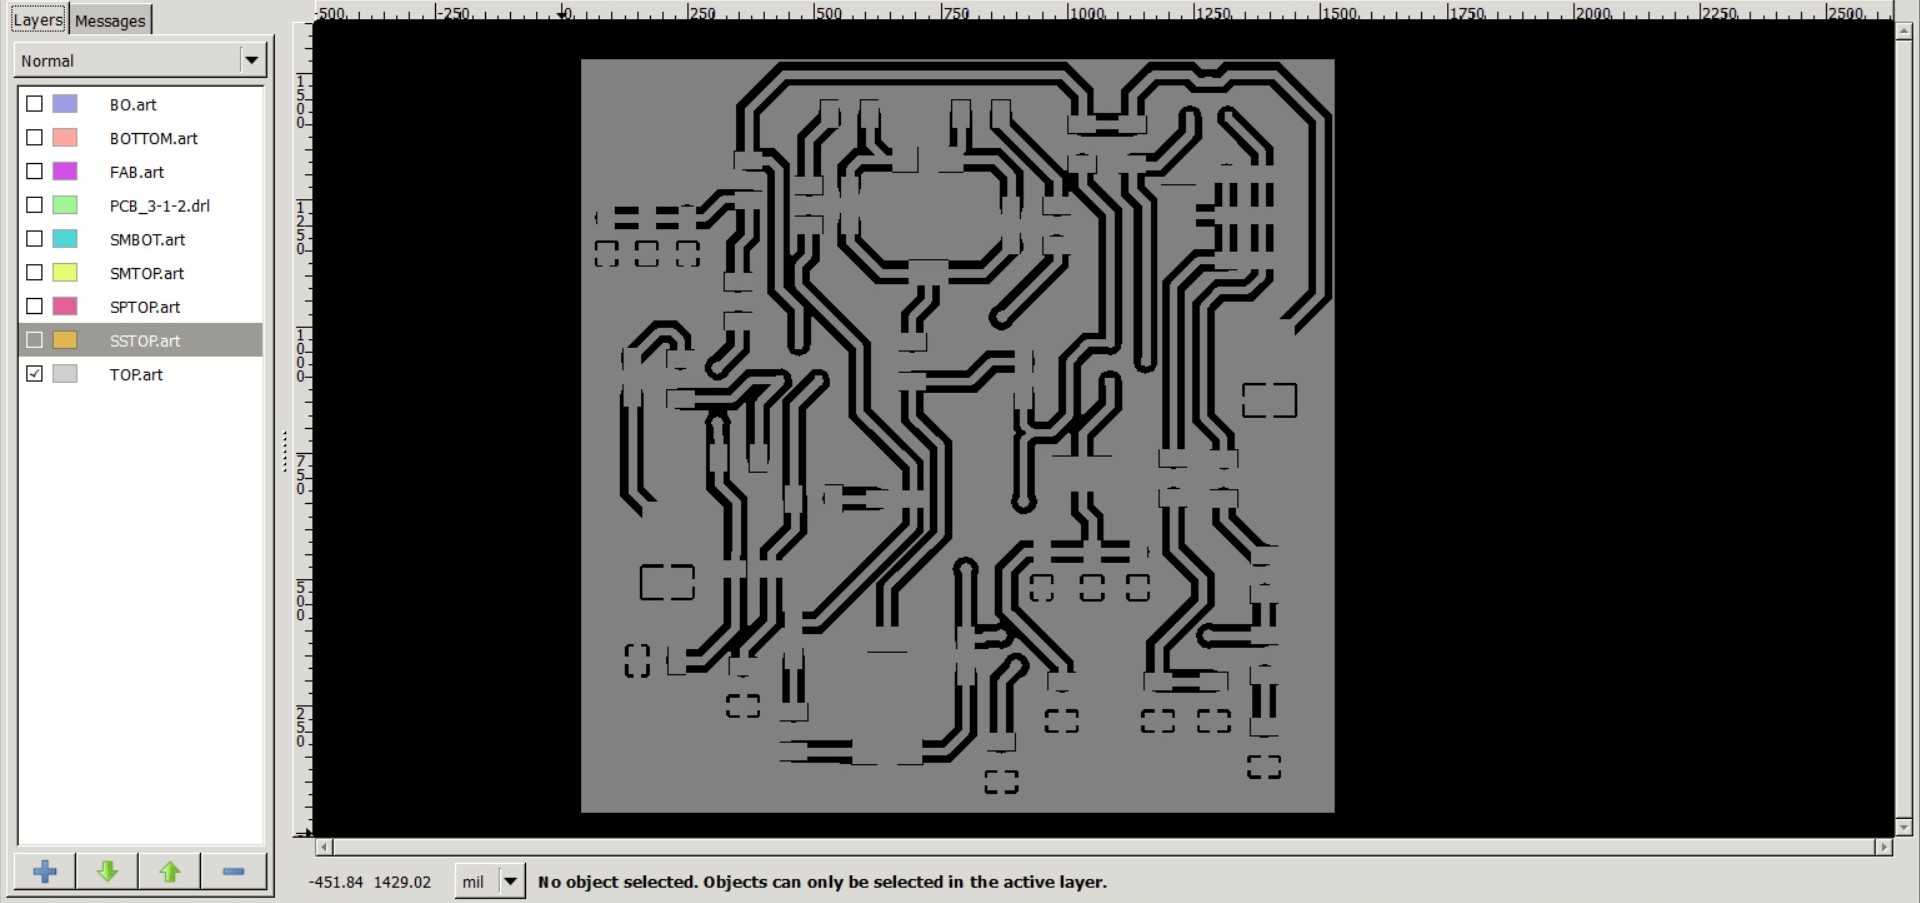 Layers Messages
-500 -250 0 250 500 750 1000 1250 1500 1750 2000 2250 2500
Normal
BO.art
BOTTOM.art
FAB.art
PCB_3-1-2.drl
SMBOT.art
SMTOP.art
SPTOP.art
SSTOP.art
TOP.art
1500
1250
1000
750
500
250
-451.84 1429.02 mil No object selected. Objects can only be selected in the active layer.